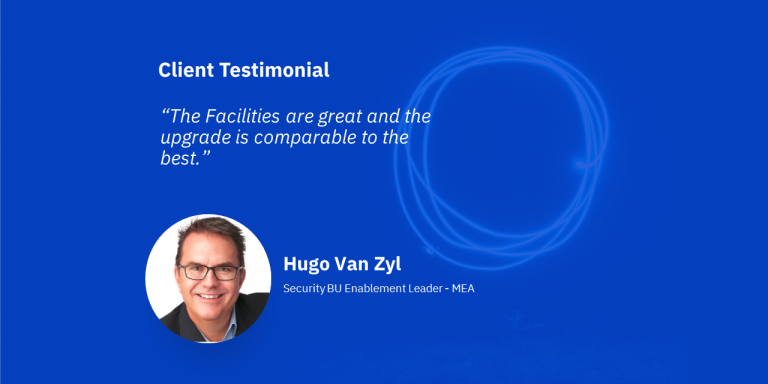 Client Testimonial
“The Facilities are great and the
upgrade is comparable to the
best.”
Hugo Van Zyl
Security BU Enablement Leader - MEA